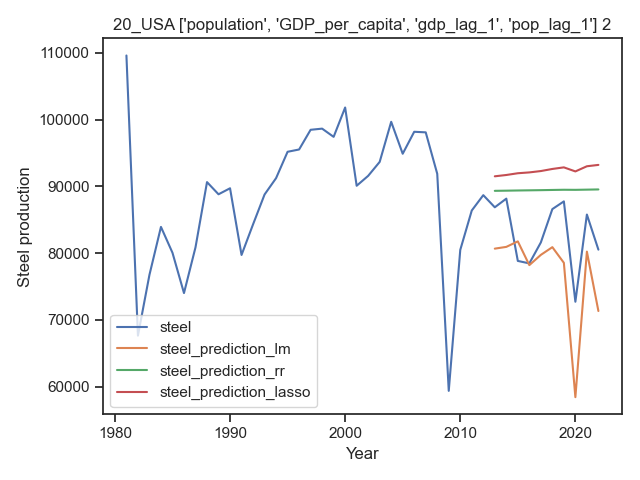 20_USA ['population', 'GDP_per_capita', 'gdp_lag_1', 'pop_lag_1'] 2
Steel production
110000
100000
90000
80000
70000
60000
steel
steel_prediction_lm
steel_prediction_rr
steel_prediction_lasso
1980
1990
2000
2010
2020
Year